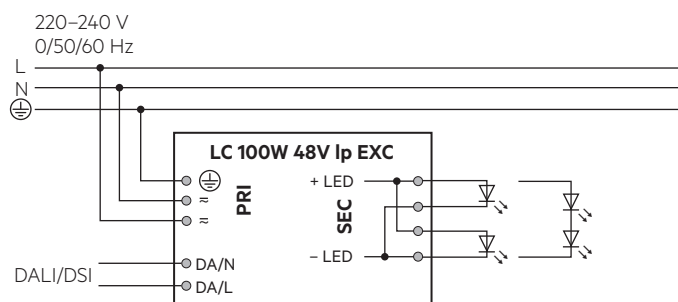 220–240 V
0/50/60 Hz
L
N
LC 100W 48V lp EXC
PRI
≂
≂
+ LED
SEC
– LED
DALI/DSI
DA/N
DA/L